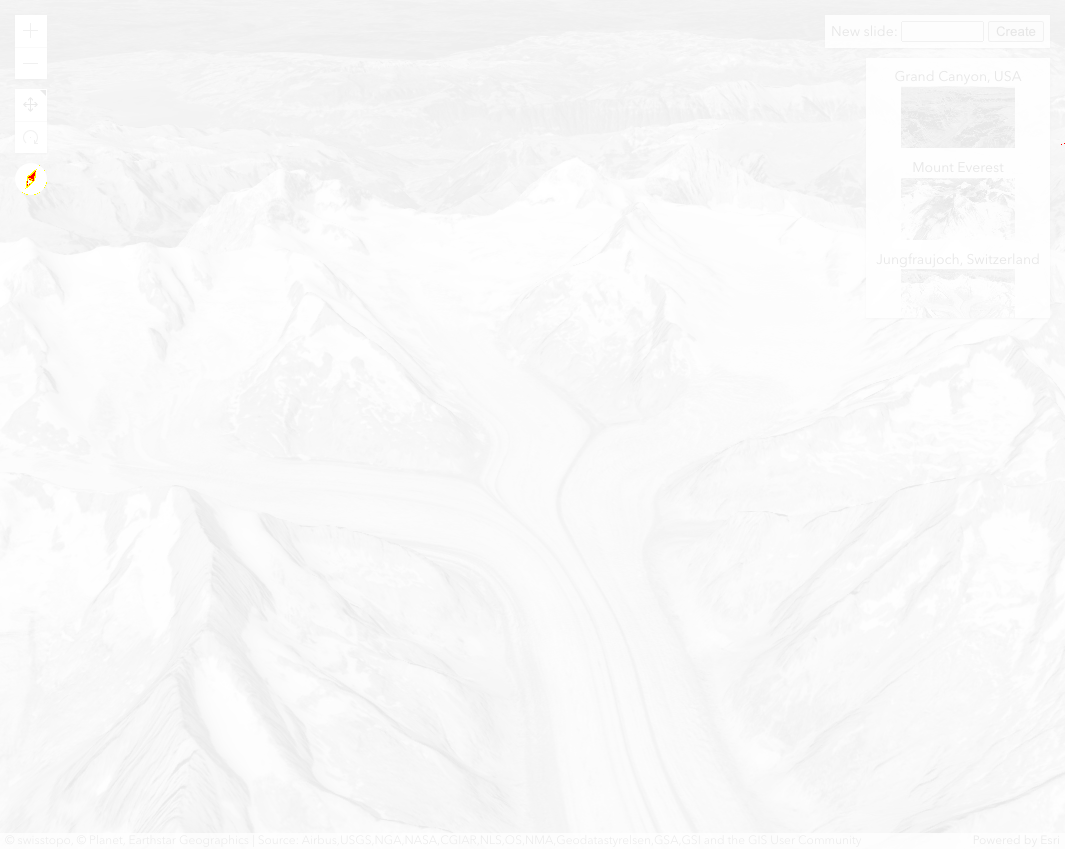 New slide: Create
Grand Canyon, USA
Mount Everest
Jungfraujoch, Switzerland
© swisstopo, © Planet, Earthstar Geographics | Source: Airbus,USGS,NGA,NASA,CGIAR,NLS,OS,NMA,Geodatastyrelsen,GSA,GSI and the GIS User Community Powered by Esri